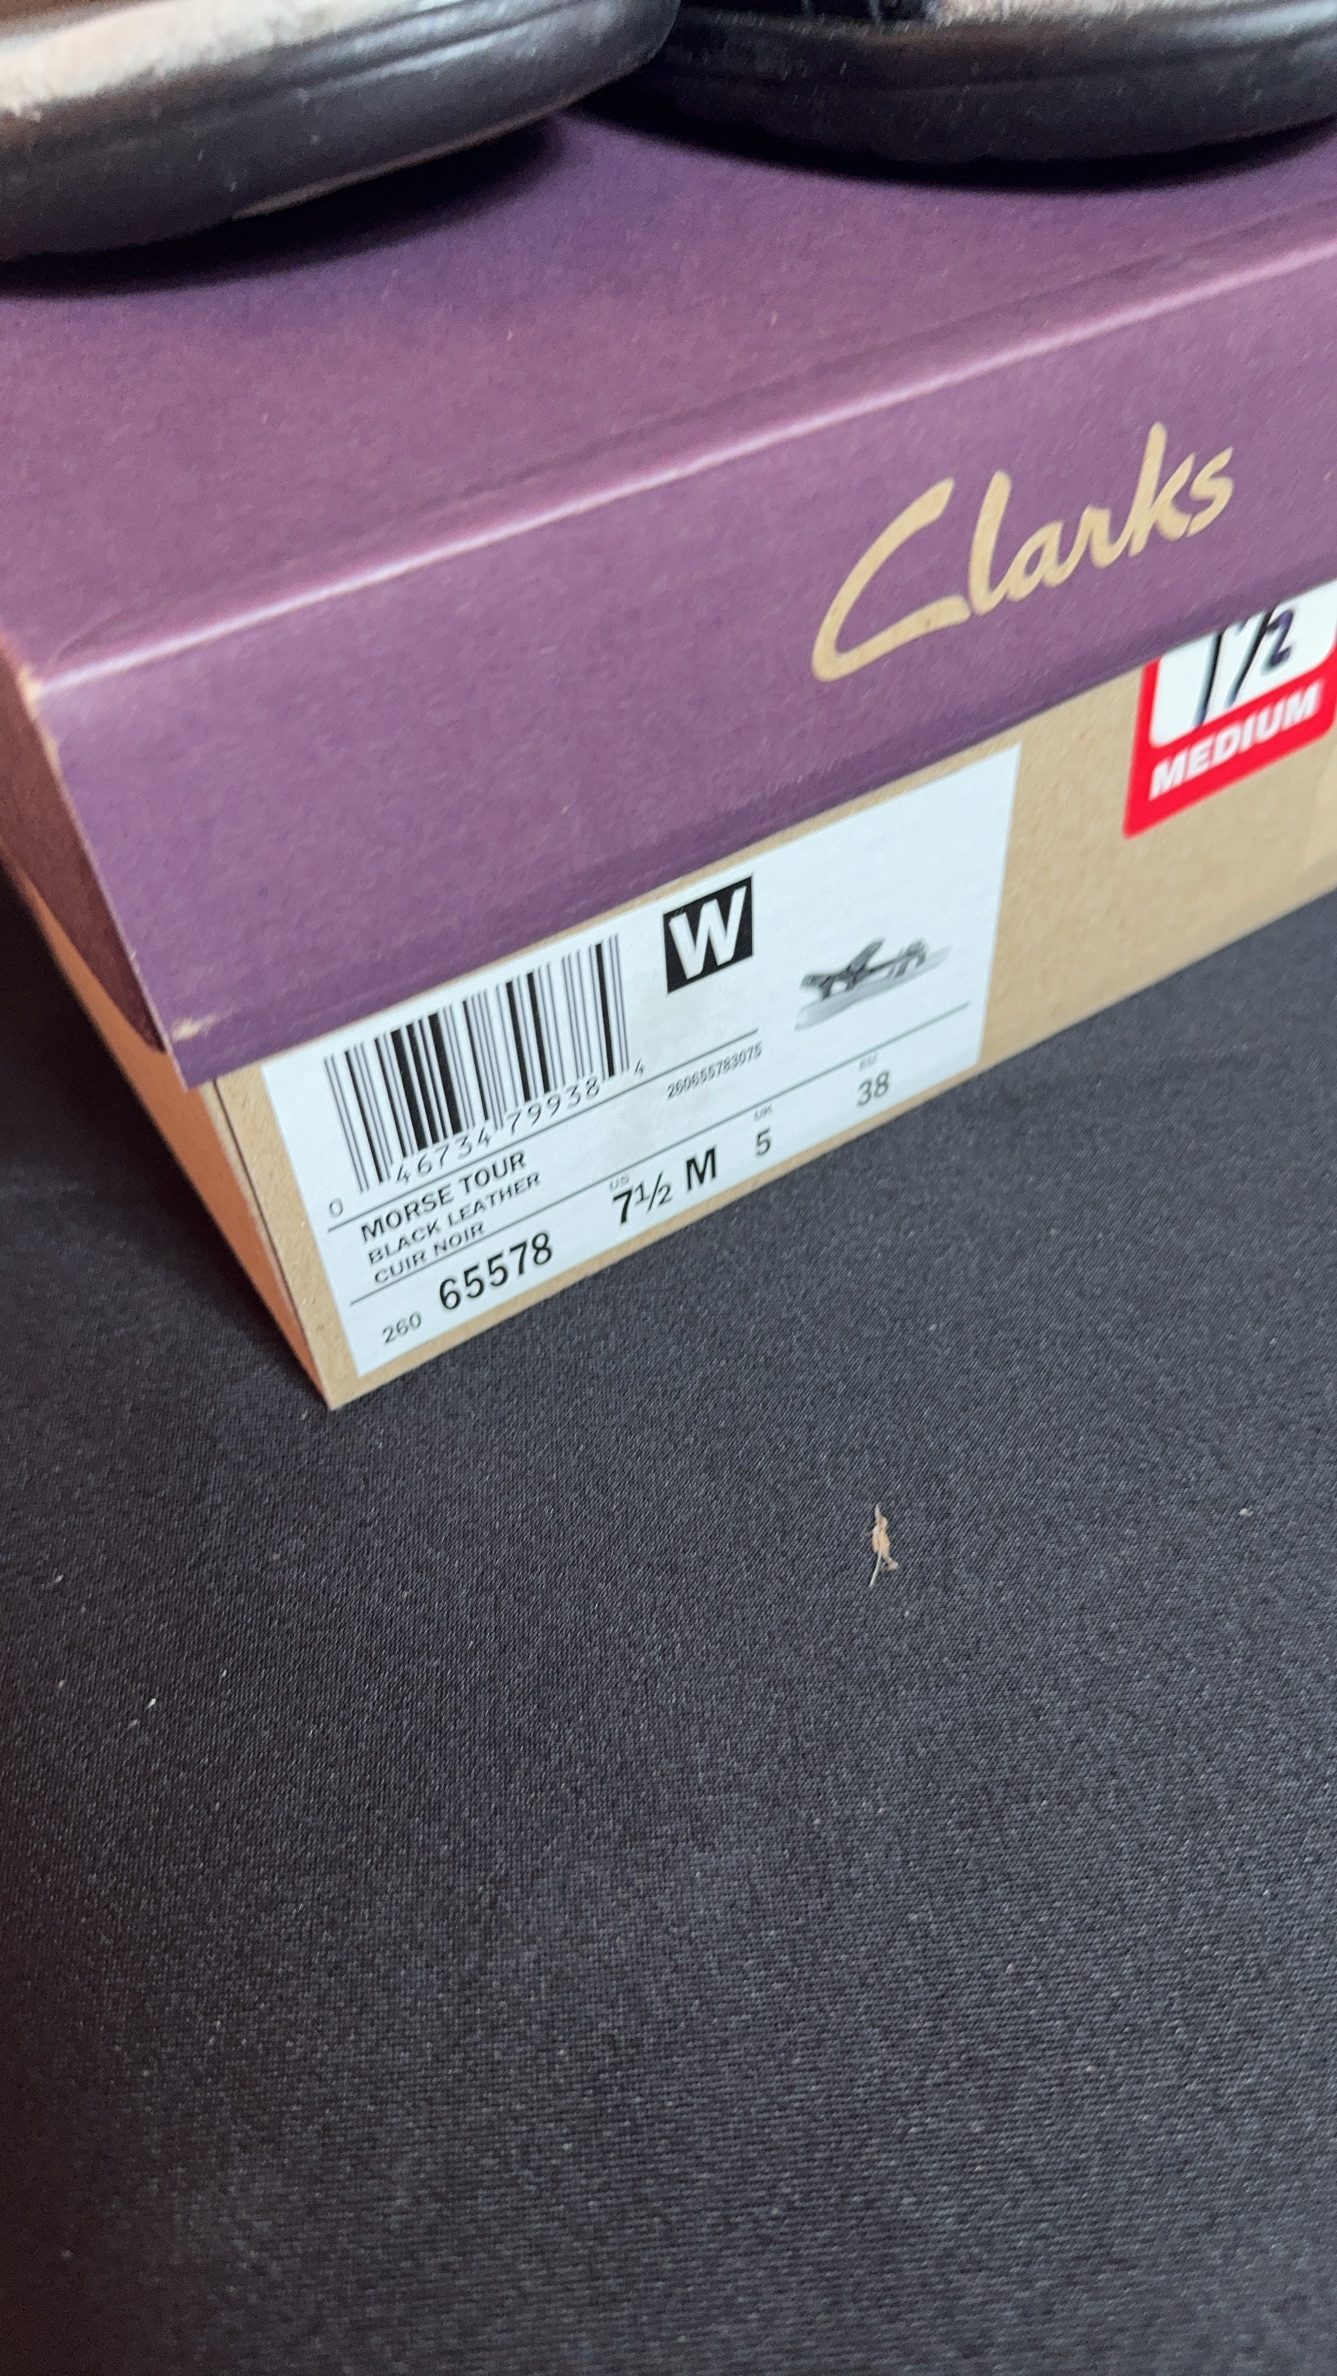 Clarks
7½
MEDIUM
W
0 46734 79938 4
260655783075
MORSE TOUR
BLACK LEATHER
CUIR NOIR
260 65578
US
7½ M
UK
5
EU
38